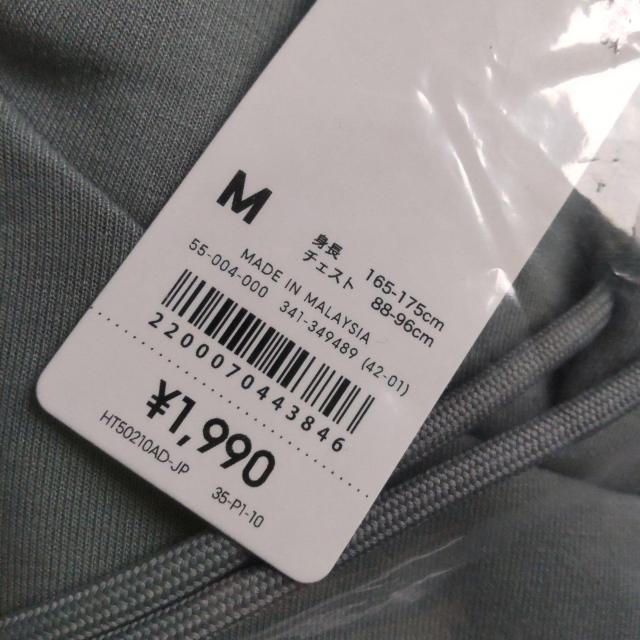 M
身長 165-175cm
チェスト 88-96cm
MADE IN MALAYSIA
55-004-000 341-349489 (42-01)
2200070443846
¥1,990
HT50210AD-JP 35-P1-10